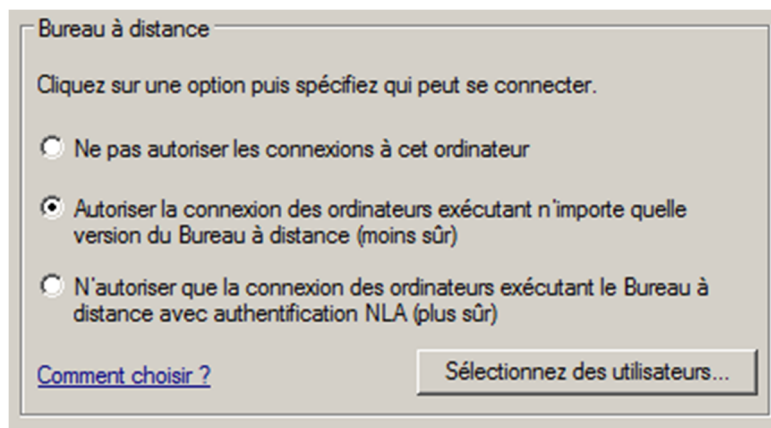 Bureau à distance
Cliquez sur une option puis spécifiez qui peut se connecter.
Ne pas autoriser les connexions à cet ordinateur
Autoriser la connexion des ordinateurs exécutant n'importe quelle
version du Bureau à distance (moins sûr)
N'autoriser que la connexion des ordinateurs exécutant le Bureau à
distance avec authentification NLA (plus sûr)
Comment choisir ?
Sélectionnez des utilisateurs...